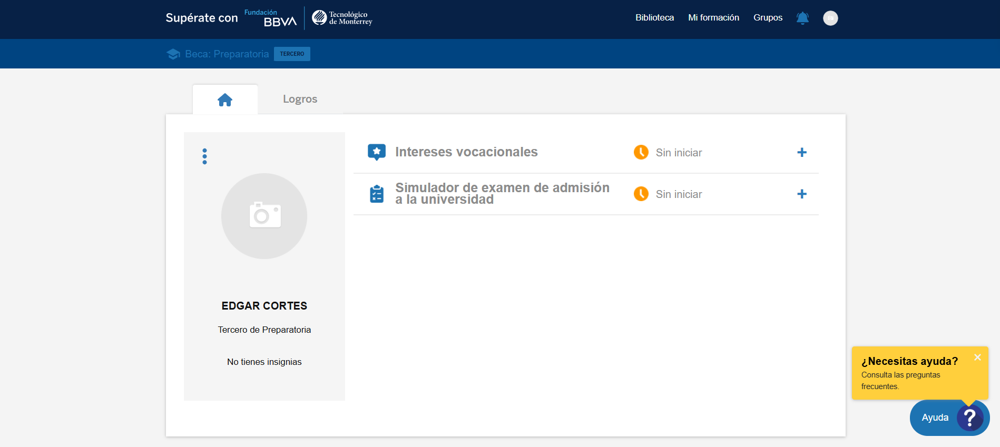 Supérate con
Fundación
BBVA
Tecnológico
de Monterrey
Biblioteca
Mi formación
Grupos
Beca: Preparatoria
TERCERO
Logros
Intereses vocacionales
Sin iniciar
Simulador de examen de admisión
a la universidad
Sin iniciar
EDGAR CORTES
Tercero de Preparatoria
No tienes insignias
¿Necesitas ayuda?
Consulta las preguntas
frecuentes.
Ayuda